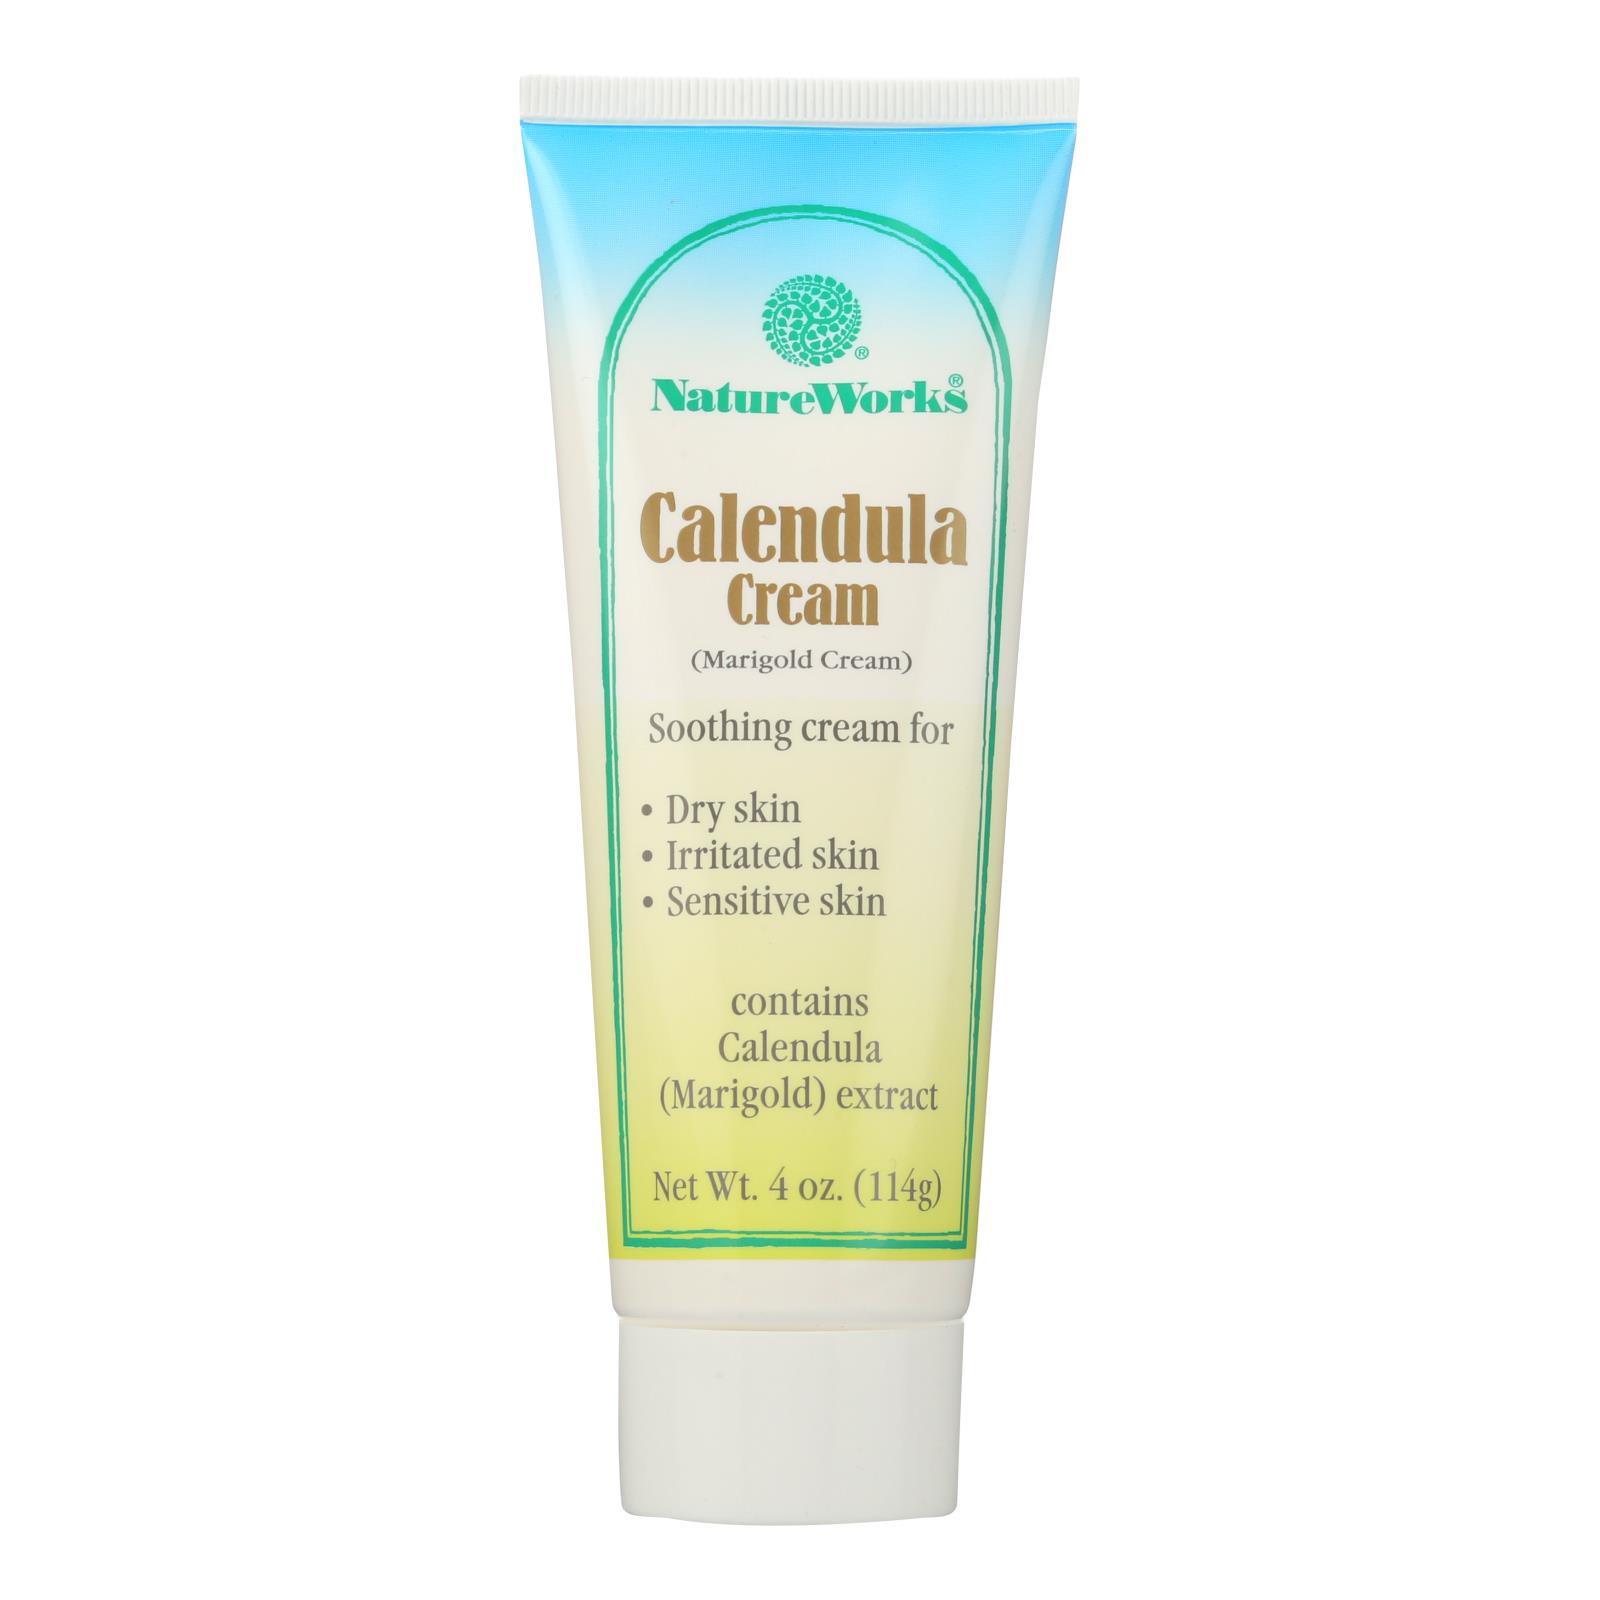 ®
NatureWorks®
Calendula
Cream
(Marigold Cream)
Soothing cream for
• Dry skin
• Irritated skin
• Sensitive skin
contains
Calendula
(Marigold) extract
Net Wt. 4 oz. (114g)